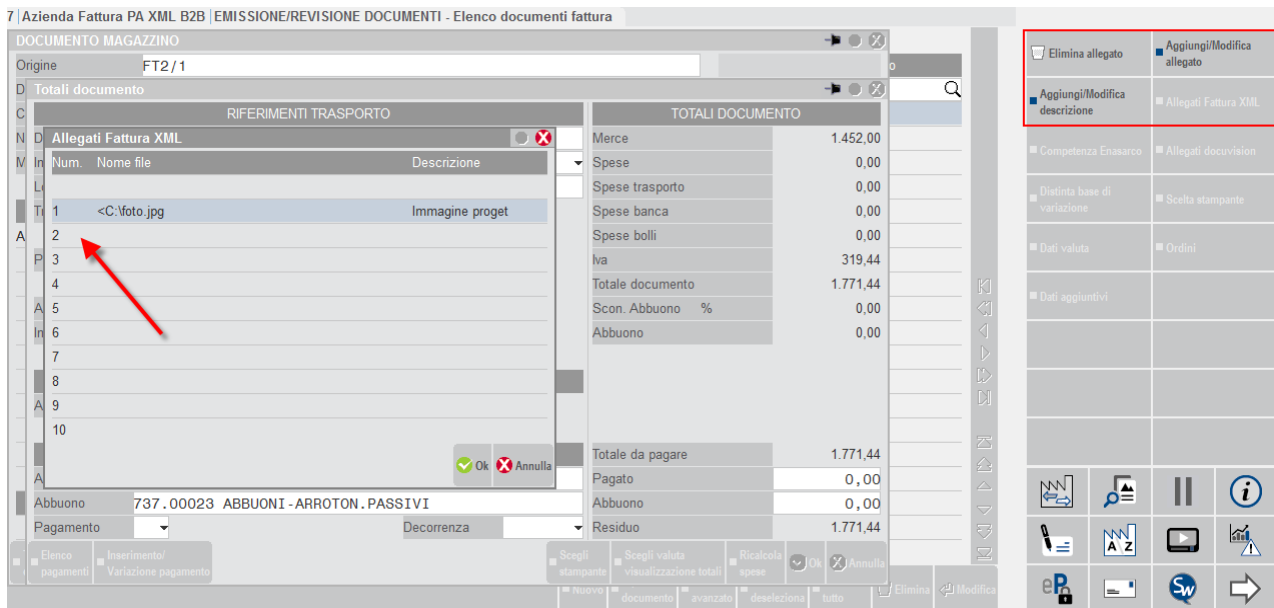 7 | Azienda Fattura PA XML B2B | EMISSIONE/REVISIONE DOCUMENTI - Elenco documenti fattura
DOCUMENTO MAGAZZINO
Origine FT2/1
Totali documento
RIFERIMENTI TRASPORTO
TOTALI DOCUMENTO
Allegati Fattura XML
Num. Nome file Descrizione
1 <C:\foto.jpg Immagine proget
2
3
4
5
6
7
8
9
10
Ok Annulla
Merce 1.452,00
Spese 0,00
Spese trasporto 0,00
Spese banca 0,00
Spese bolli 0,00
Iva 319,44
Totale documento 1.771,44
Scon. Abbuono % 0,00
Abbuono 0,00
Totale da pagare 1.771,44
Pagato 0,00
Abbuono 737.00023 ABBUONI-ARROTON.PASSIVI
Abbuono 0,00
Pagamento Decorrenza
Residuo 1.771,44
Elenco pagamenti
Inserimento/
Variazione pagamento
Scegli stampante
Scegli valuta
visualizzazione totali
Ricalcola spese
Ok Annulla
Nuovo
documento
avanzato
deseleziona
tutto
Elimina
Modifica
Elimina allegato
Aggiungi/Modifica
allegato
Aggiungi/Modifica
descrizione
Allegati Fattura XML
Competenza Enasarco
Allegati docuvision
Distinta base di
variazione
Scelta stampante
Dati valuta
Ordini
Dati aggiuntivi
i
A Z
eP
Sw